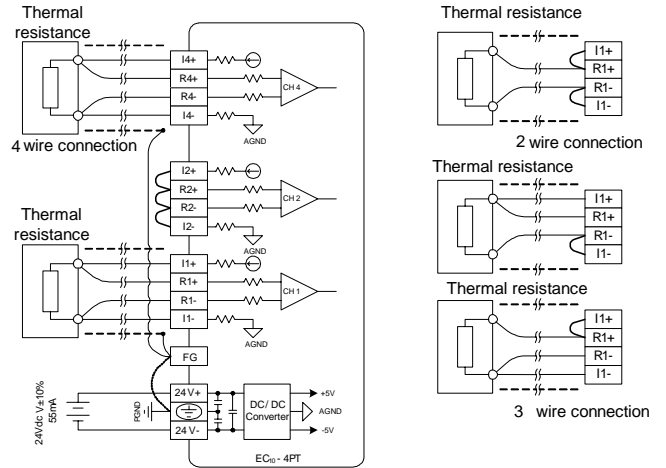 Thermal
resistance
I4+
R4+
R4-
I4-
CH 4
AGND
4 wire connection
I2+
R2+
R2-
I2-
CH 2
AGND
Thermal
resistance
I1+
R1+
R1-
I1-
CH 1
AGND
FG
24Vdc V±10%
55mA
PGND
24 V+
24 V-
DC/ DC
Converter
+5V
AGND
-5V
EC10 - 4PT
Thermal resistance
I1+
R1+
R1-
I1-
2 wire connection
Thermal resistance
I1+
R1+
R1-
I1-
Thermal resistance
I1+
R1+
R1-
I1-
3 wire connection